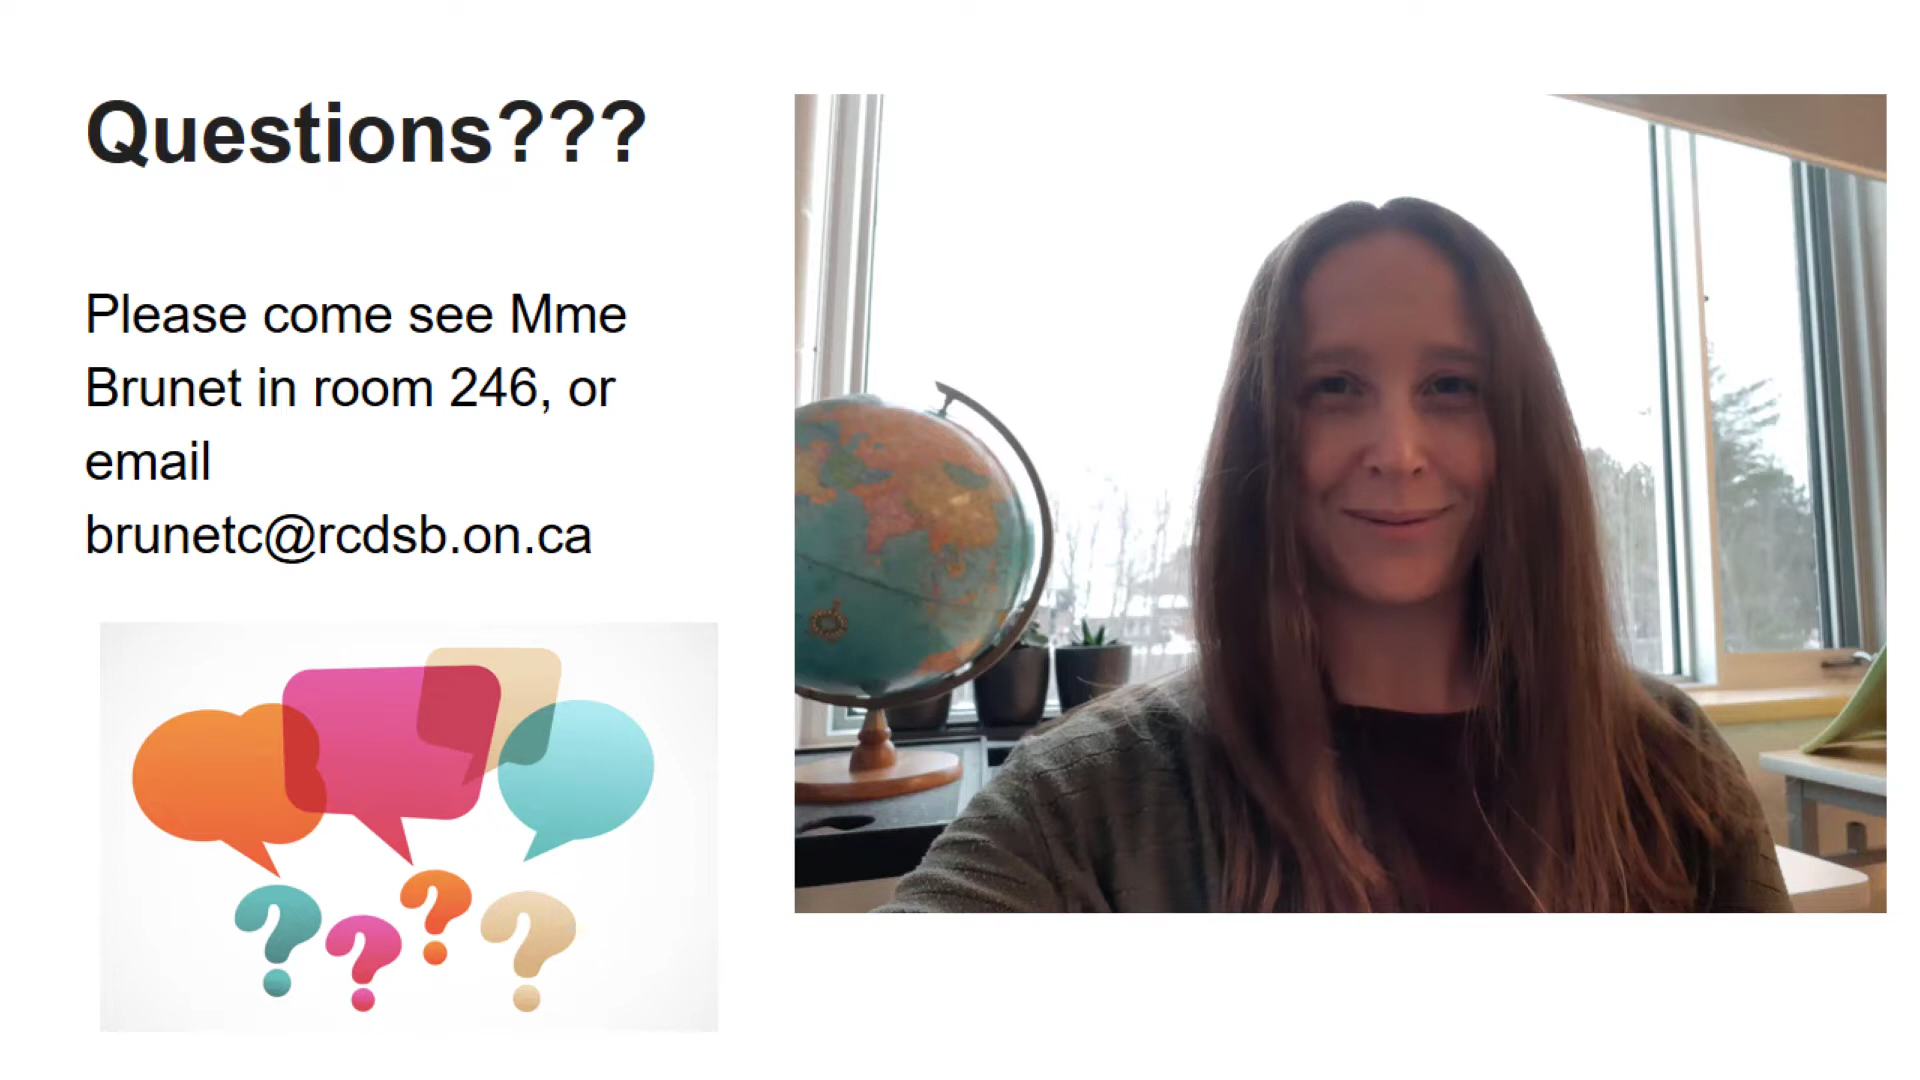 Questions???
Please come see Mme
Brunet in room 246, or
email
brunetc@rcdsb.on.ca